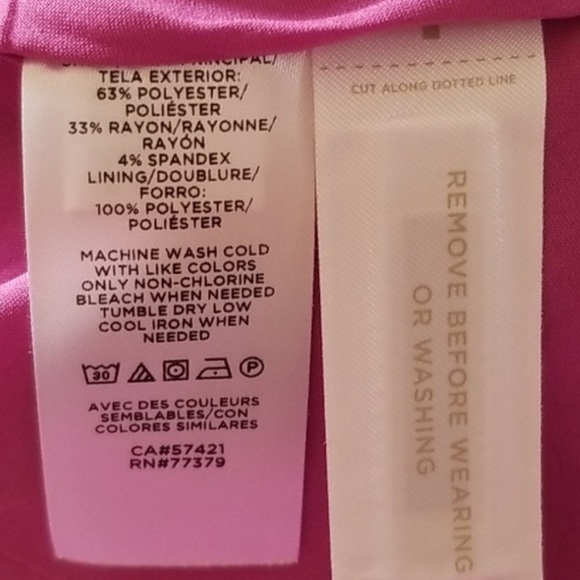 PRINCIPAL/
TELA EXTERIOR:
63% POLYESTER/
POLIÉSTER
33% RAYON/RAYONNE/
RAYÓN
4% SPANDEX
LINING/DOUBLURE/
FORRO:
100% POLYESTER/
POLIÉSTER
MACHINE WASH COLD
WITH LIKE COLORS
ONLY NON-CHLORINE
BLEACH WHEN NEEDED
TUMBLE DRY LOW
COOL IRON WHEN
NEEDED
30 P
AVEC DES COULEURS
SEMBLABLES/CON
COLORES SIMILARES
CA#57421
RN#77379
CUT ALONG DOTTED LINE
REMOVE BEFORE WEARING
OR WASHING